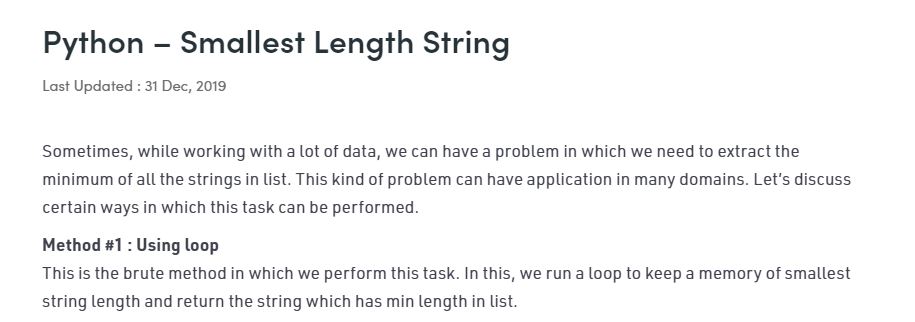 Python – Smallest Length String
Last Updated : 31 Dec, 2019
Sometimes, while working with a lot of data, we can have a problem in which we need to extract the
minimum of all the strings in list. This kind of problem can have application in many domains. Let’s discuss
certain ways in which this task can be performed.
Method #1 : Using loop
This is the brute method in which we perform this task. In this, we run a loop to keep a memory of smallest
string length and return the string which has min length in list.